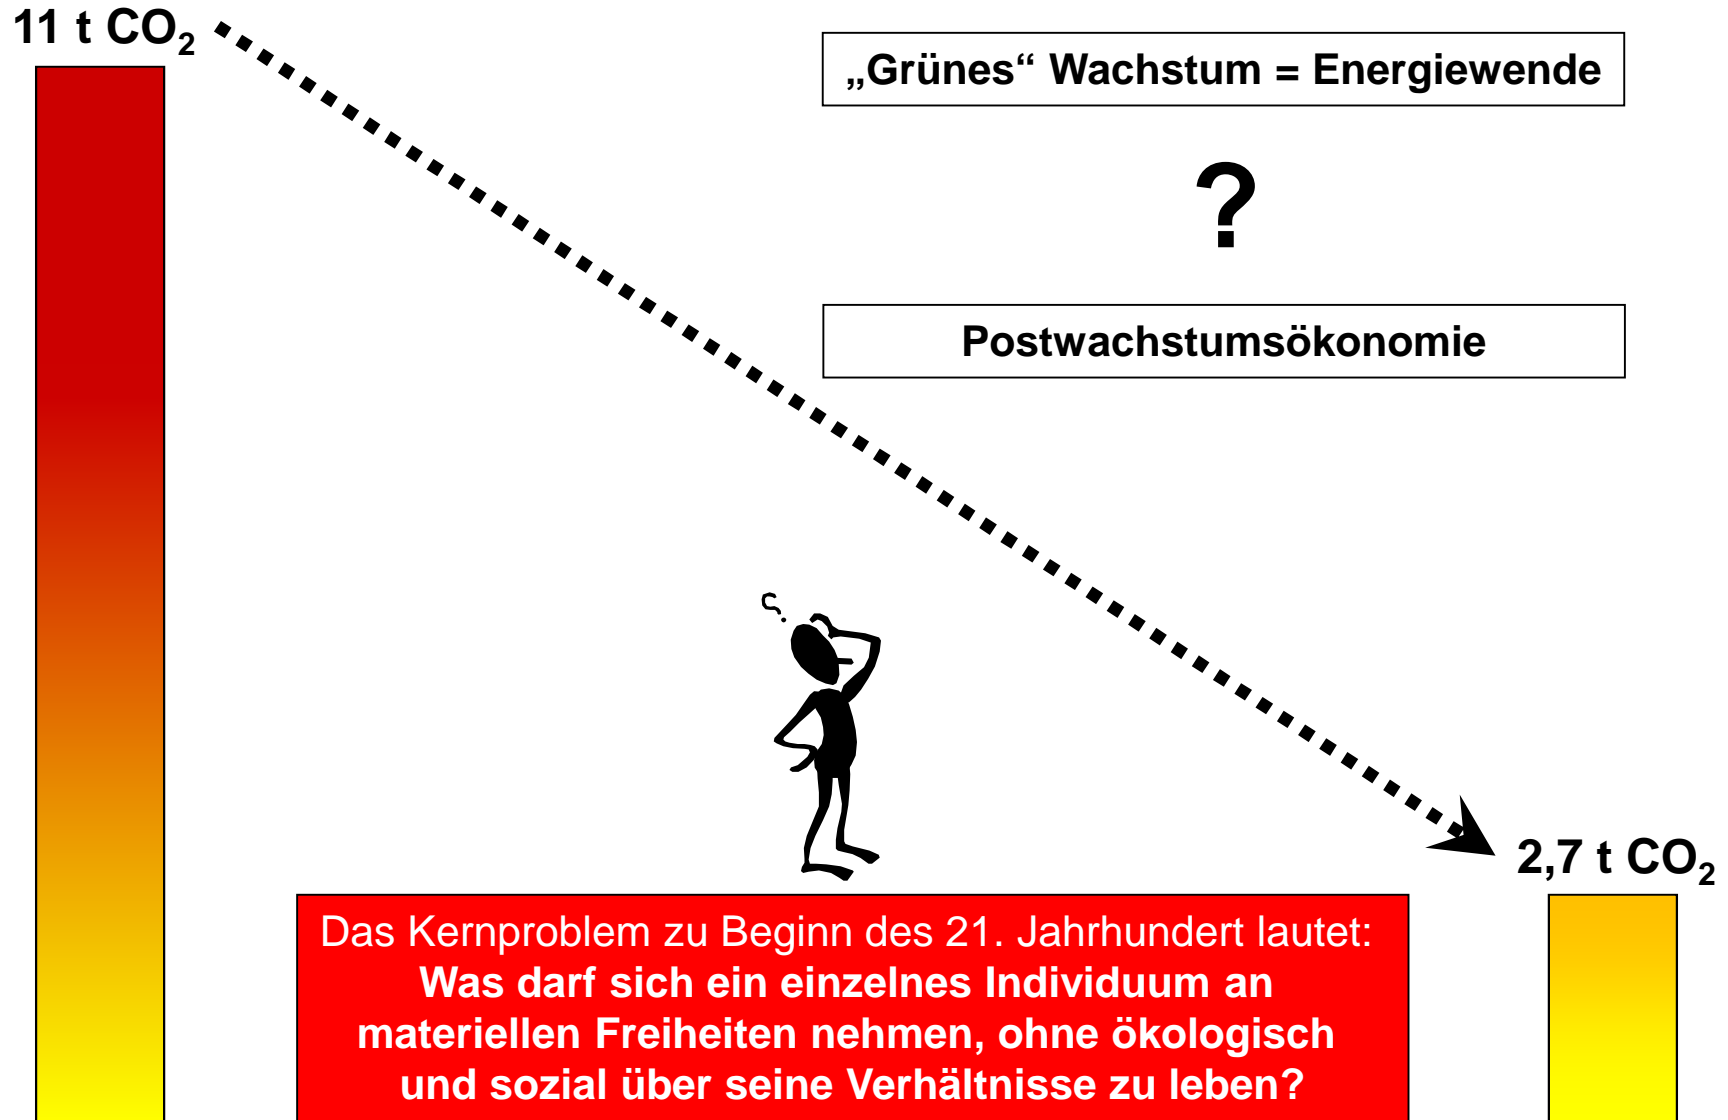 11 t CO₂
„Grünes“ Wachstum = Energiewende
?
Postwachstumsökonomie
?
2,7 t CO₂
Das Kernproblem zu Beginn des 21. Jahrhundert lautet:
Was darf sich ein einzelnes Individuum an
materiellen Freiheiten nehmen, ohne ökologisch
und sozial über seine Verhältnisse zu leben?